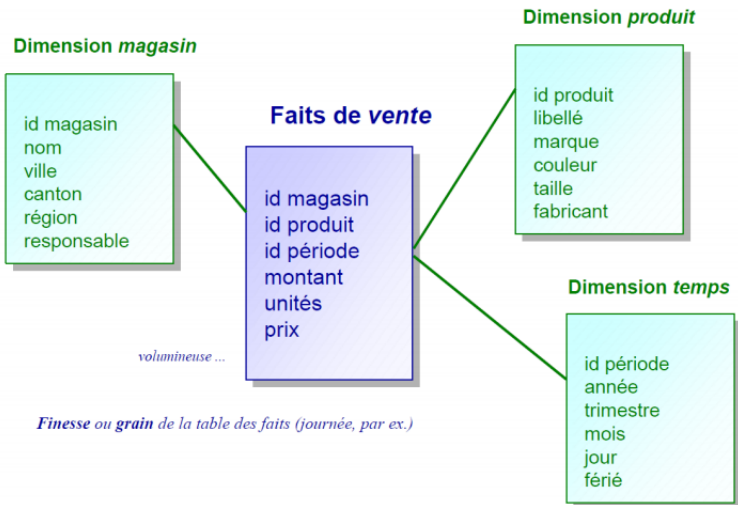 Dimension magasin
id magasin
nom
ville
canton
région
responsable
Faits de vente
id magasin
id produit
id période
montant
unités
prix
volumineuse ...
Finesse ou grain de la table des faits (journée, par ex.)
Dimension produit
id produit
libellé
marque
couleur
taille
fabricant
Dimension temps
id période
année
trimestre
mois
jour
férié